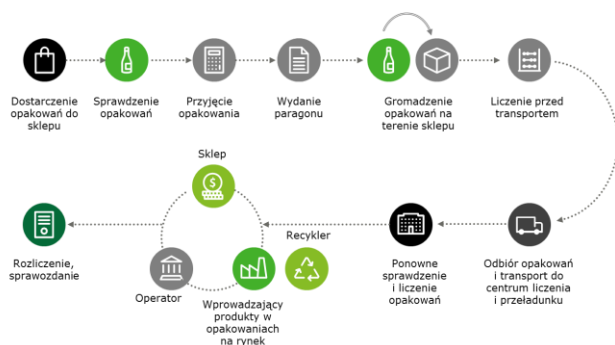 Dostarczenie
opakowań do
sklepu
Sprawdzenie
opakowań
Przyjęcie
opakowania
Wydanie
paragonu
Gromadzenie
opakowań na
terenie sklepu
Liczenie przed
transportem
Sklep
Recykler
Rozliczenie,
sprawozdanie
Operator
Wprowadzający
produkty w
opakowaniach
na rynek
Ponowne
sprawdzenie
i liczenie
opakowań
Odbiór opakowań
i transport do
centrum liczenia
i przeładunku